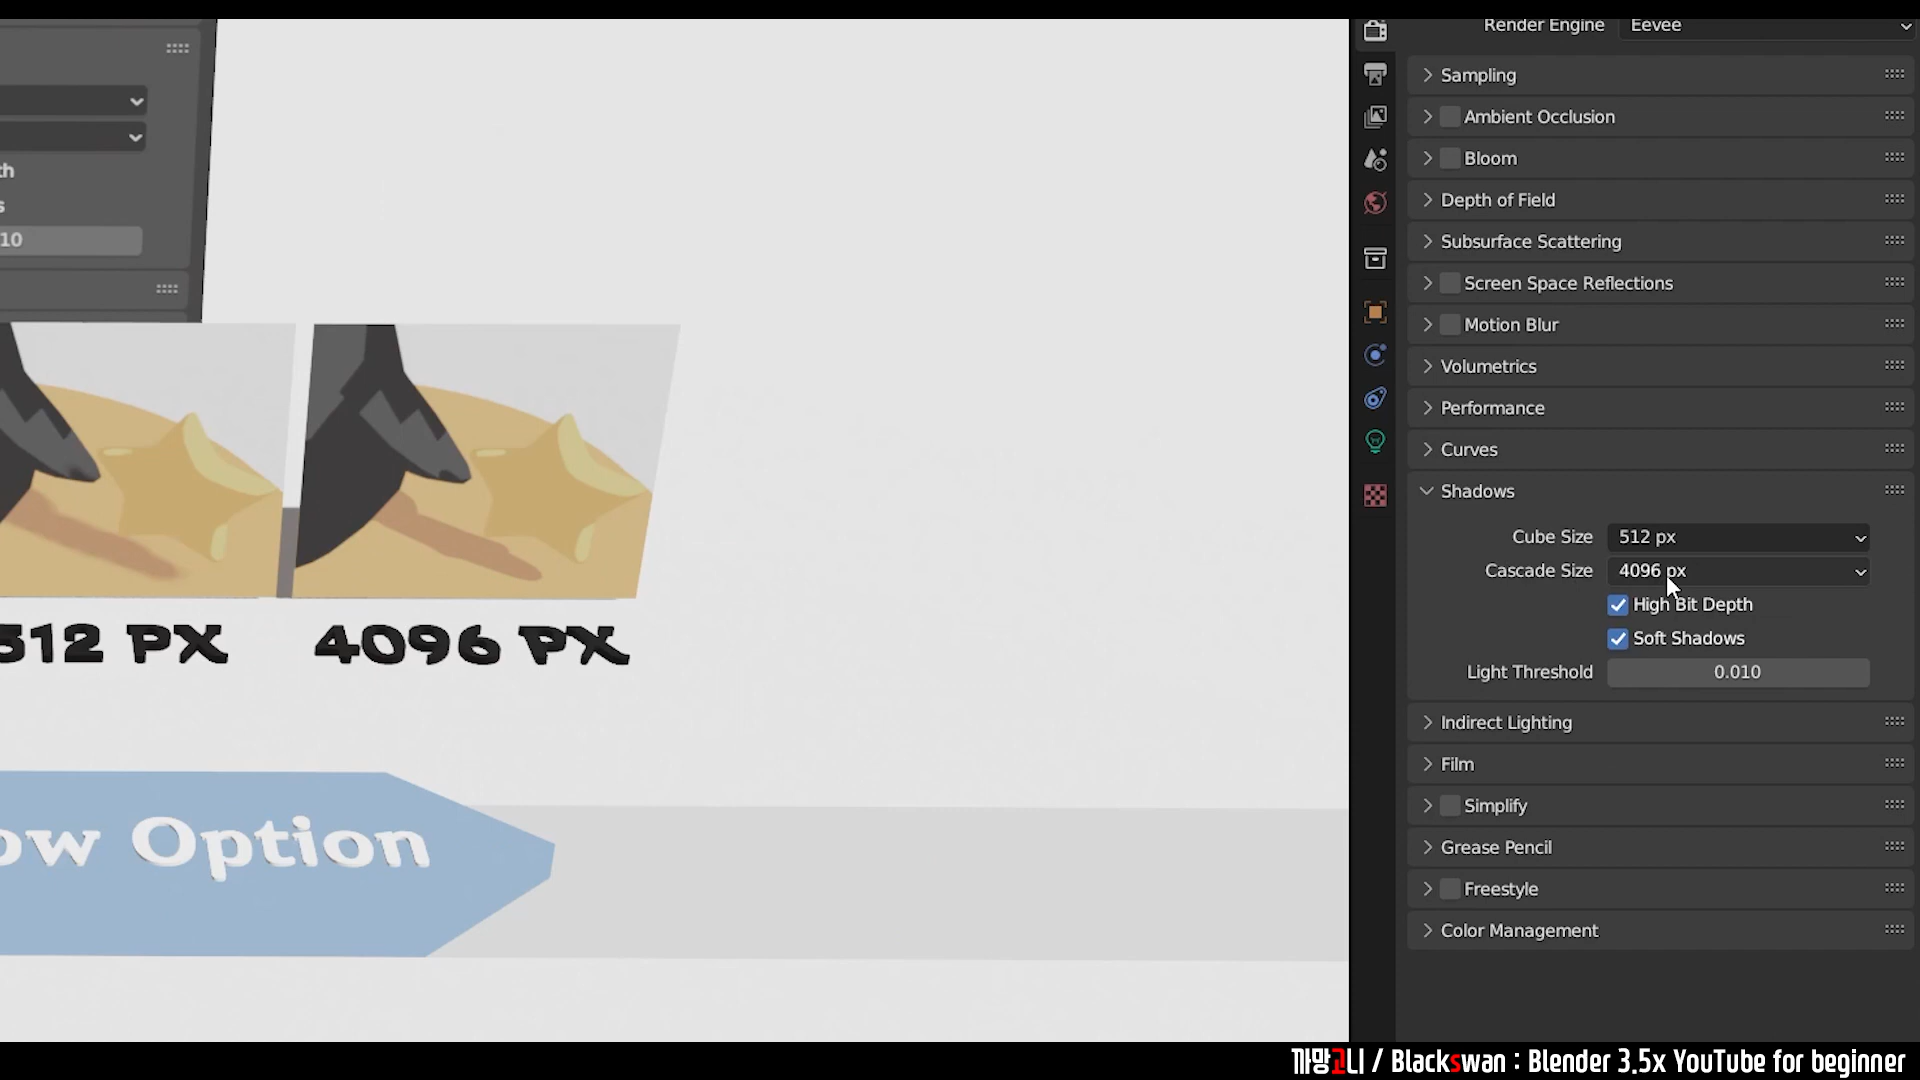 Render Engine Eevee
Sampling
Ambient Occlusion
Bloom
Depth of Field
Subsurface Scattering
Screen Space Reflections
Motion Blur
Volumetrics
Performance
Curves
Shadows
Cube Size 512 px
Cascade Size 4096 px
High Bit Depth
Soft Shadows
Light Threshold 0.010
Indirect Lighting
Film
Simplify
Grease Pencil
Freestyle
Color Management
th
s
10
512 PX 4096 PX
ow Option
까망고니 / Blackswan : Blender 3.5x YouTube for beginner